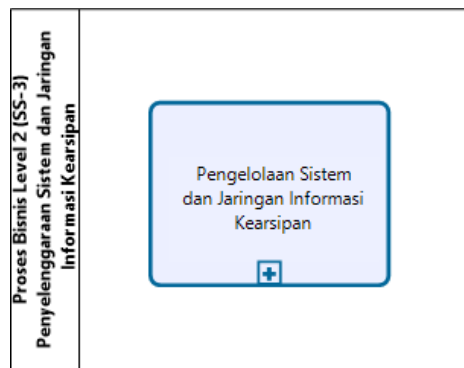 Proses Bisnis Level 2 (SS-3)
Penyelenggaraan Sistem dan Jaringan
Informasi Kearsipan
Pengelolaan Sistem
dan Jaringan Informasi
Kearsipan